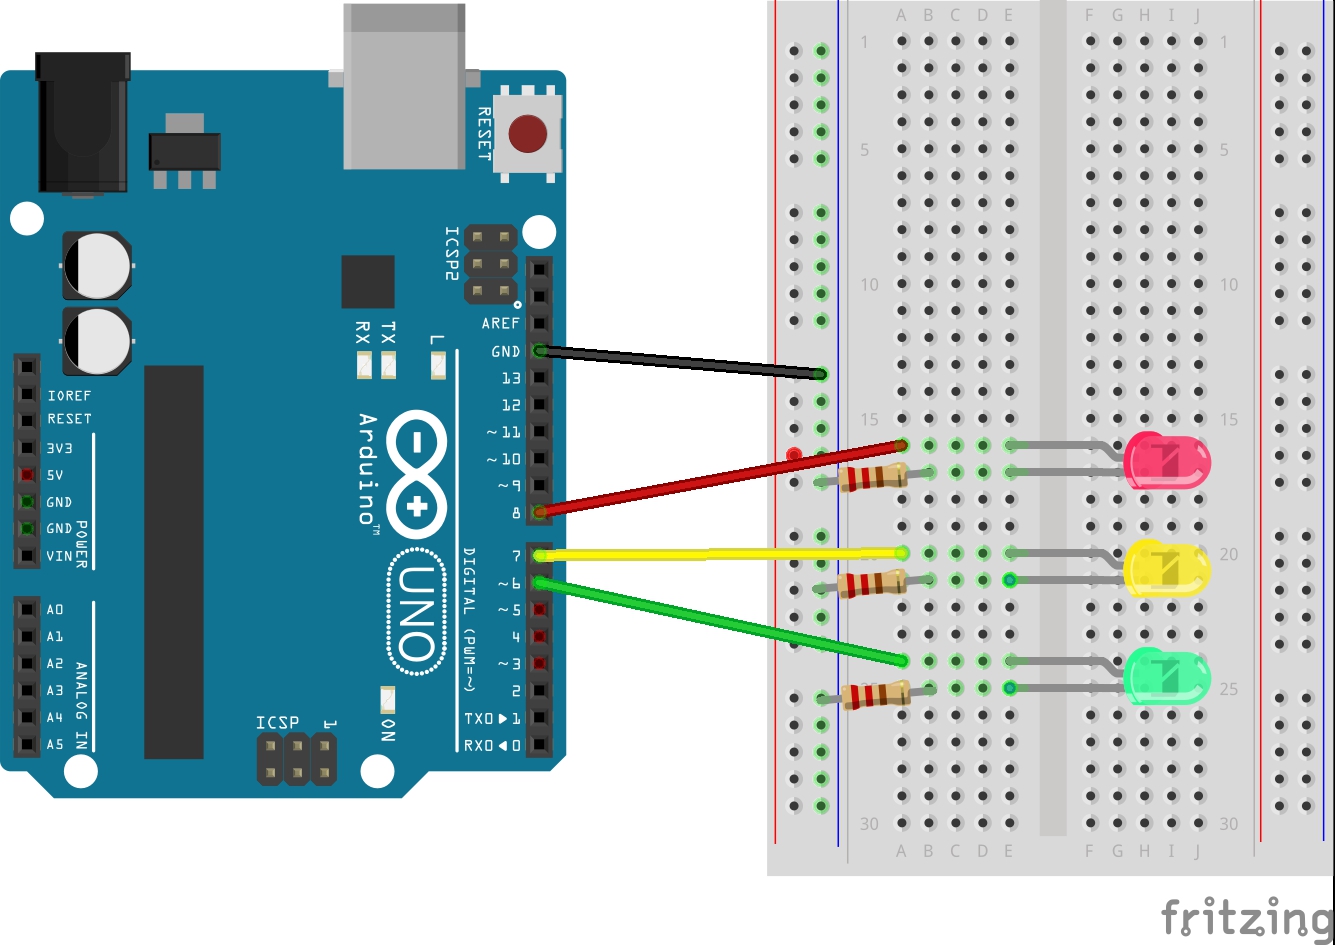 A B C D E F G H I J
1 1
5 5
10 10
15 15
20
25
30 30
A B C D E F G H I J
RESET
ICSP2
AREF
GND
13
12
~11
~10
~9
8
7
~6
~5
4
~3
2
TX0▶1
RX0◀0
RX
TX
L
Arduino™
UNO
DIGITAL (PWM=~)
IOREF
RESET
3V3
5V
GND
GND
VIN
POWER
A0
A1
A2
A3
A4
A5
ANALOG IN
ICSP
1
ON
fritzing